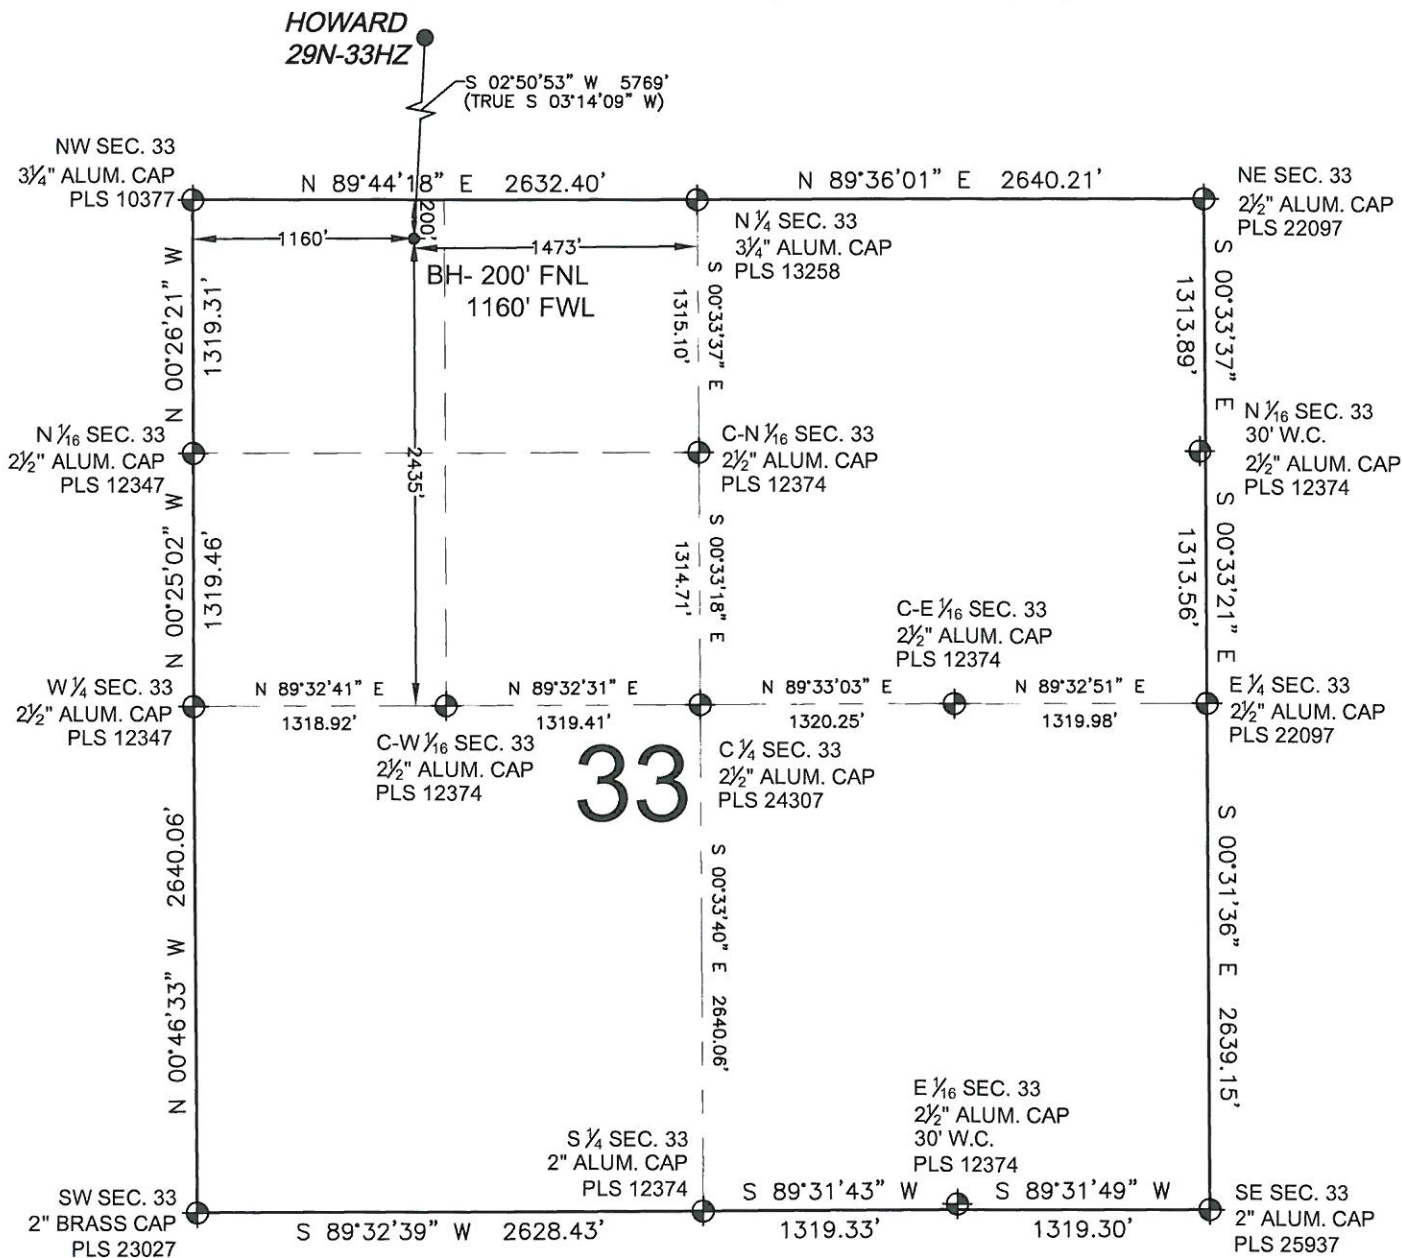 HOWARD
29N-33HZ
S 02°50'53" W 5769'
(TRUE S 03°14'09" W)
NW SEC. 33
3¼" ALUM. CAP
PLS 10377
N 89°44'18" E 2632.40'
N 89°36'01" E 2640.21'
NE SEC. 33
2½" ALUM. CAP
PLS 22097
N ¼ SEC. 33
3¼" ALUM. CAP
PLS 13258
200'
1160'
1473'
BH- 200' FNL
1160' FWL
N 00°26'21" W
1319.31'
S 00°33'37" E
1315.10'
S 00°33'37" E
1313.89'
N 1⁄16 SEC. 33
2½" ALUM. CAP
PLS 12347
2435'
C-N 1⁄16 SEC. 33
2½" ALUM. CAP
PLS 12374
N 1⁄16 SEC. 33
30' W.C.
2½" ALUM. CAP
PLS 12374
N 00°25'02" W
1319.46'
S 00°33'18" E
1314.71'
S 00°33'21" E
1313.56'
C-E 1⁄16 SEC. 33
2½" ALUM. CAP
PLS 12374
W ¼ SEC. 33
2½" ALUM. CAP
PLS 12347
N 89°32'41" E
1318.92'
N 89°32'31" E
1319.41'
N 89°33'03" E
1320.25'
N 89°32'51" E
1319.98'
E ¼ SEC. 33
2½" ALUM. CAP
PLS 22097
C-W 1⁄16 SEC. 33
2½" ALUM. CAP
PLS 12374
33
C ¼ SEC. 33
2½" ALUM. CAP
PLS 24307
N 00°46'33" W 2640.06'
S 00°33'40" E 2640.06'
S 00°31'36" E 2639.15'
E 1⁄16 SEC. 33
2½" ALUM. CAP
30' W.C.
PLS 12374
S ¼ SEC. 33
2" ALUM. CAP
PLS 12374
SW SEC. 33
2" BRASS CAP
PLS 23027
S 89°32'39" W 2628.43'
S 89°31'43" W
1319.33'
S 89°31'49" W
1319.30'
SE SEC. 33
2" ALUM. CAP
PLS 25937